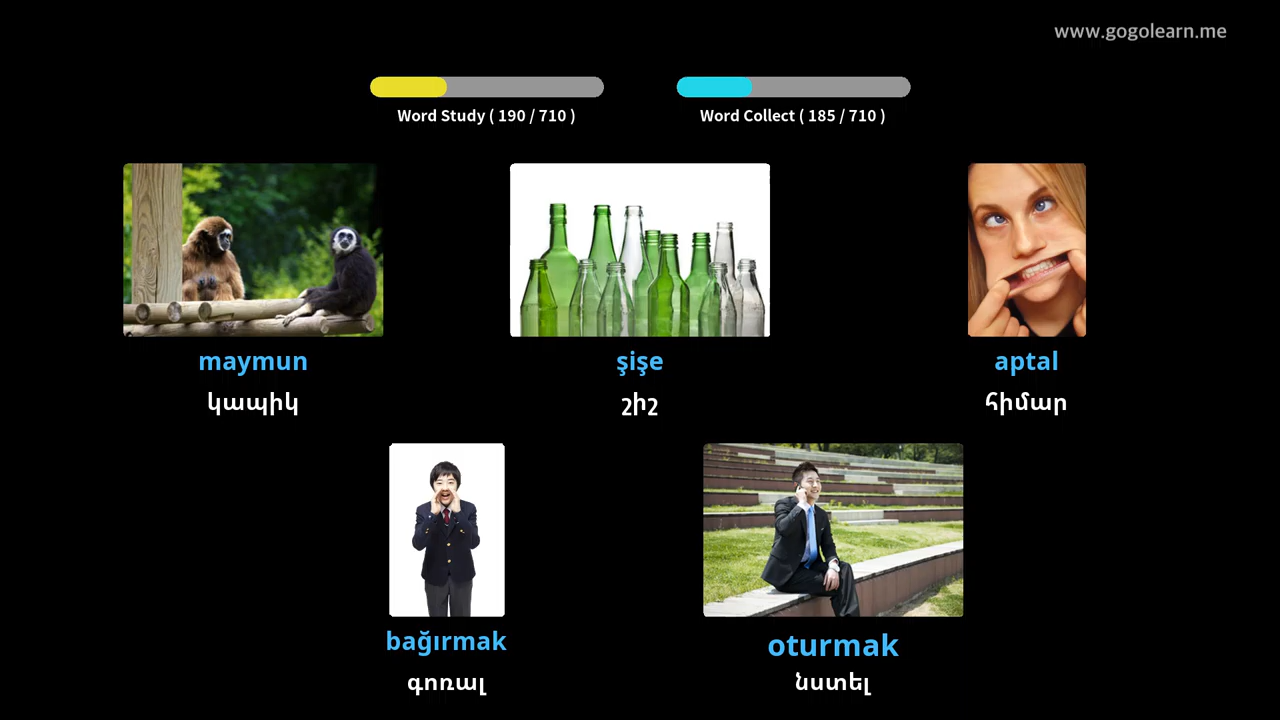 www.gogolearn.me
Word Study ( 190 / 710 )
Word Collect ( 185 / 710 )
maymun
կապիկ
şişe
շիշ
aptal
հիմար
bağırmak
գոռալ
oturmak
նստել